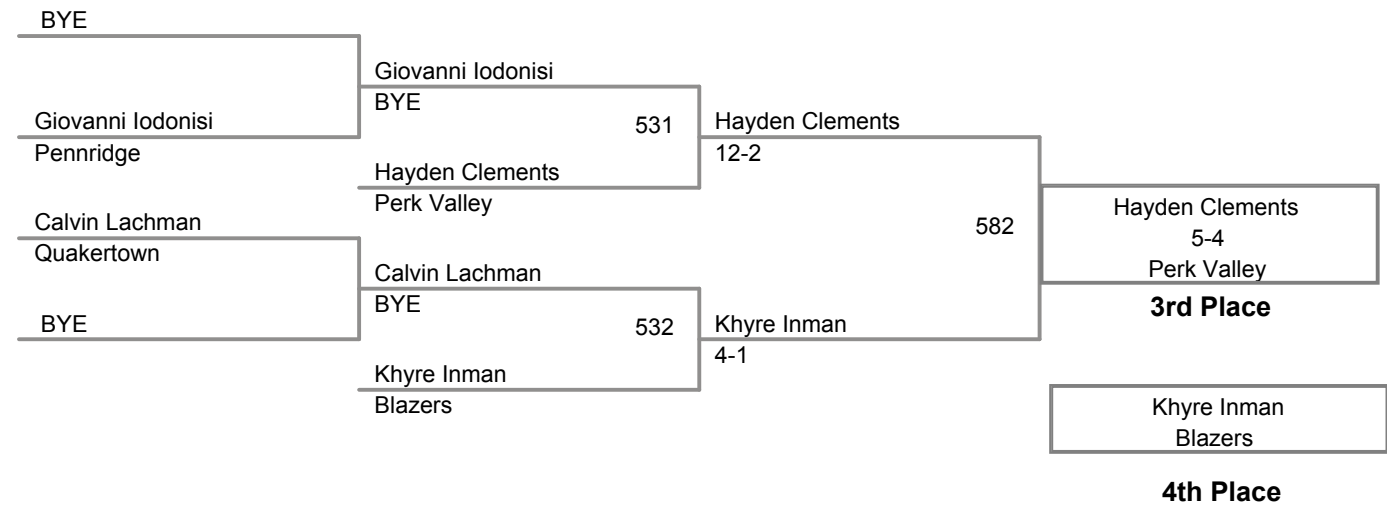 BYE
Giovanni Iodonisi
BYE
Giovanni Iodonisi
Pennridge
531
Hayden Clements
12-2
Hayden Clements
Perk Valley
Calvin Lachman
Quakertown
582
Hayden Clements
5-4
Perk Valley
3rd Place
Calvin Lachman
BYE
BYE
532
Khyre Inman
4-1
Khyre Inman
Blazers
Khyre Inman
Blazers
4th Place